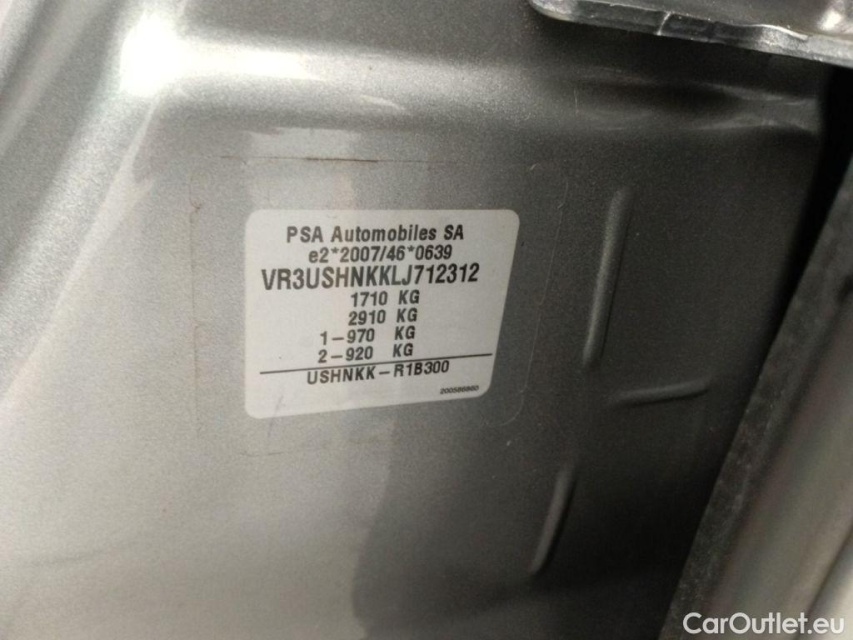 PSA Automobiles SA
e2*2007/46*0639
VR3USHNKKLJ712312
1710 KG
2910 KG
1-970 KG
2-920 KG
USHNKK-R1B300
200586860
CarOutlet.eu